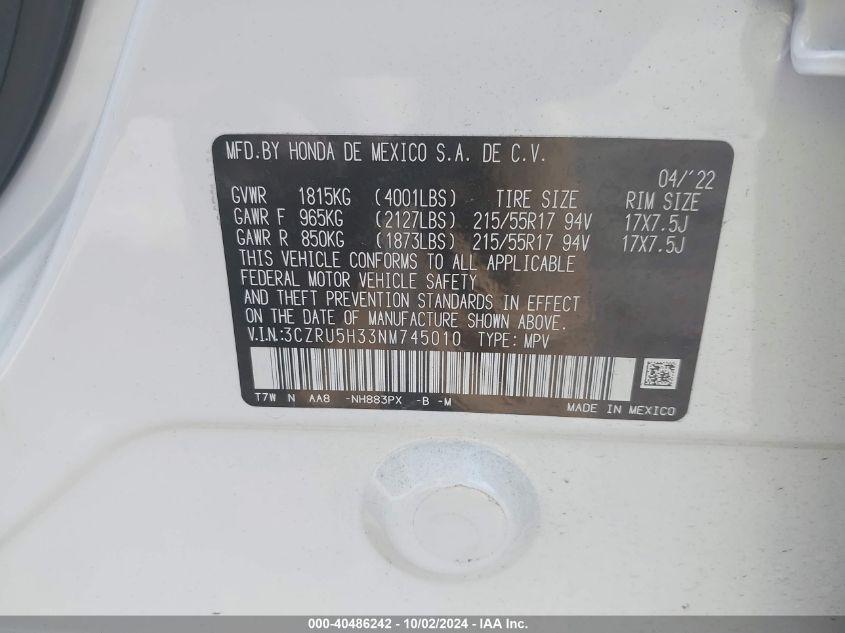 MFD.BY HONDA DE MEXICO S.A. DE C.V.
04/'22
GVWR 1815KG (4001LBS) TIRE SIZE RIM SIZE
GAWR F 965KG (2127LBS) 215/55R17 94V 17X7.5J
GAWR R 850KG (1873LBS) 215/55R17 94V 17X7.5J
THIS VEHICLE CONFORMS TO ALL APPLICABLE
FEDERAL MOTOR VEHICLE SAFETY
AND THEFT PREVENTION STANDARDS IN EFFECT
ON THE DATE OF MANUFACTURE SHOWN ABOVE.
V.I.N.:3CZRU5H33NM745010 TYPE: MPV
T7W N AA8 -NH883PX -B -M
MADE IN MEXICO
000-40486242 - 10/02/2024 - IAA Inc.